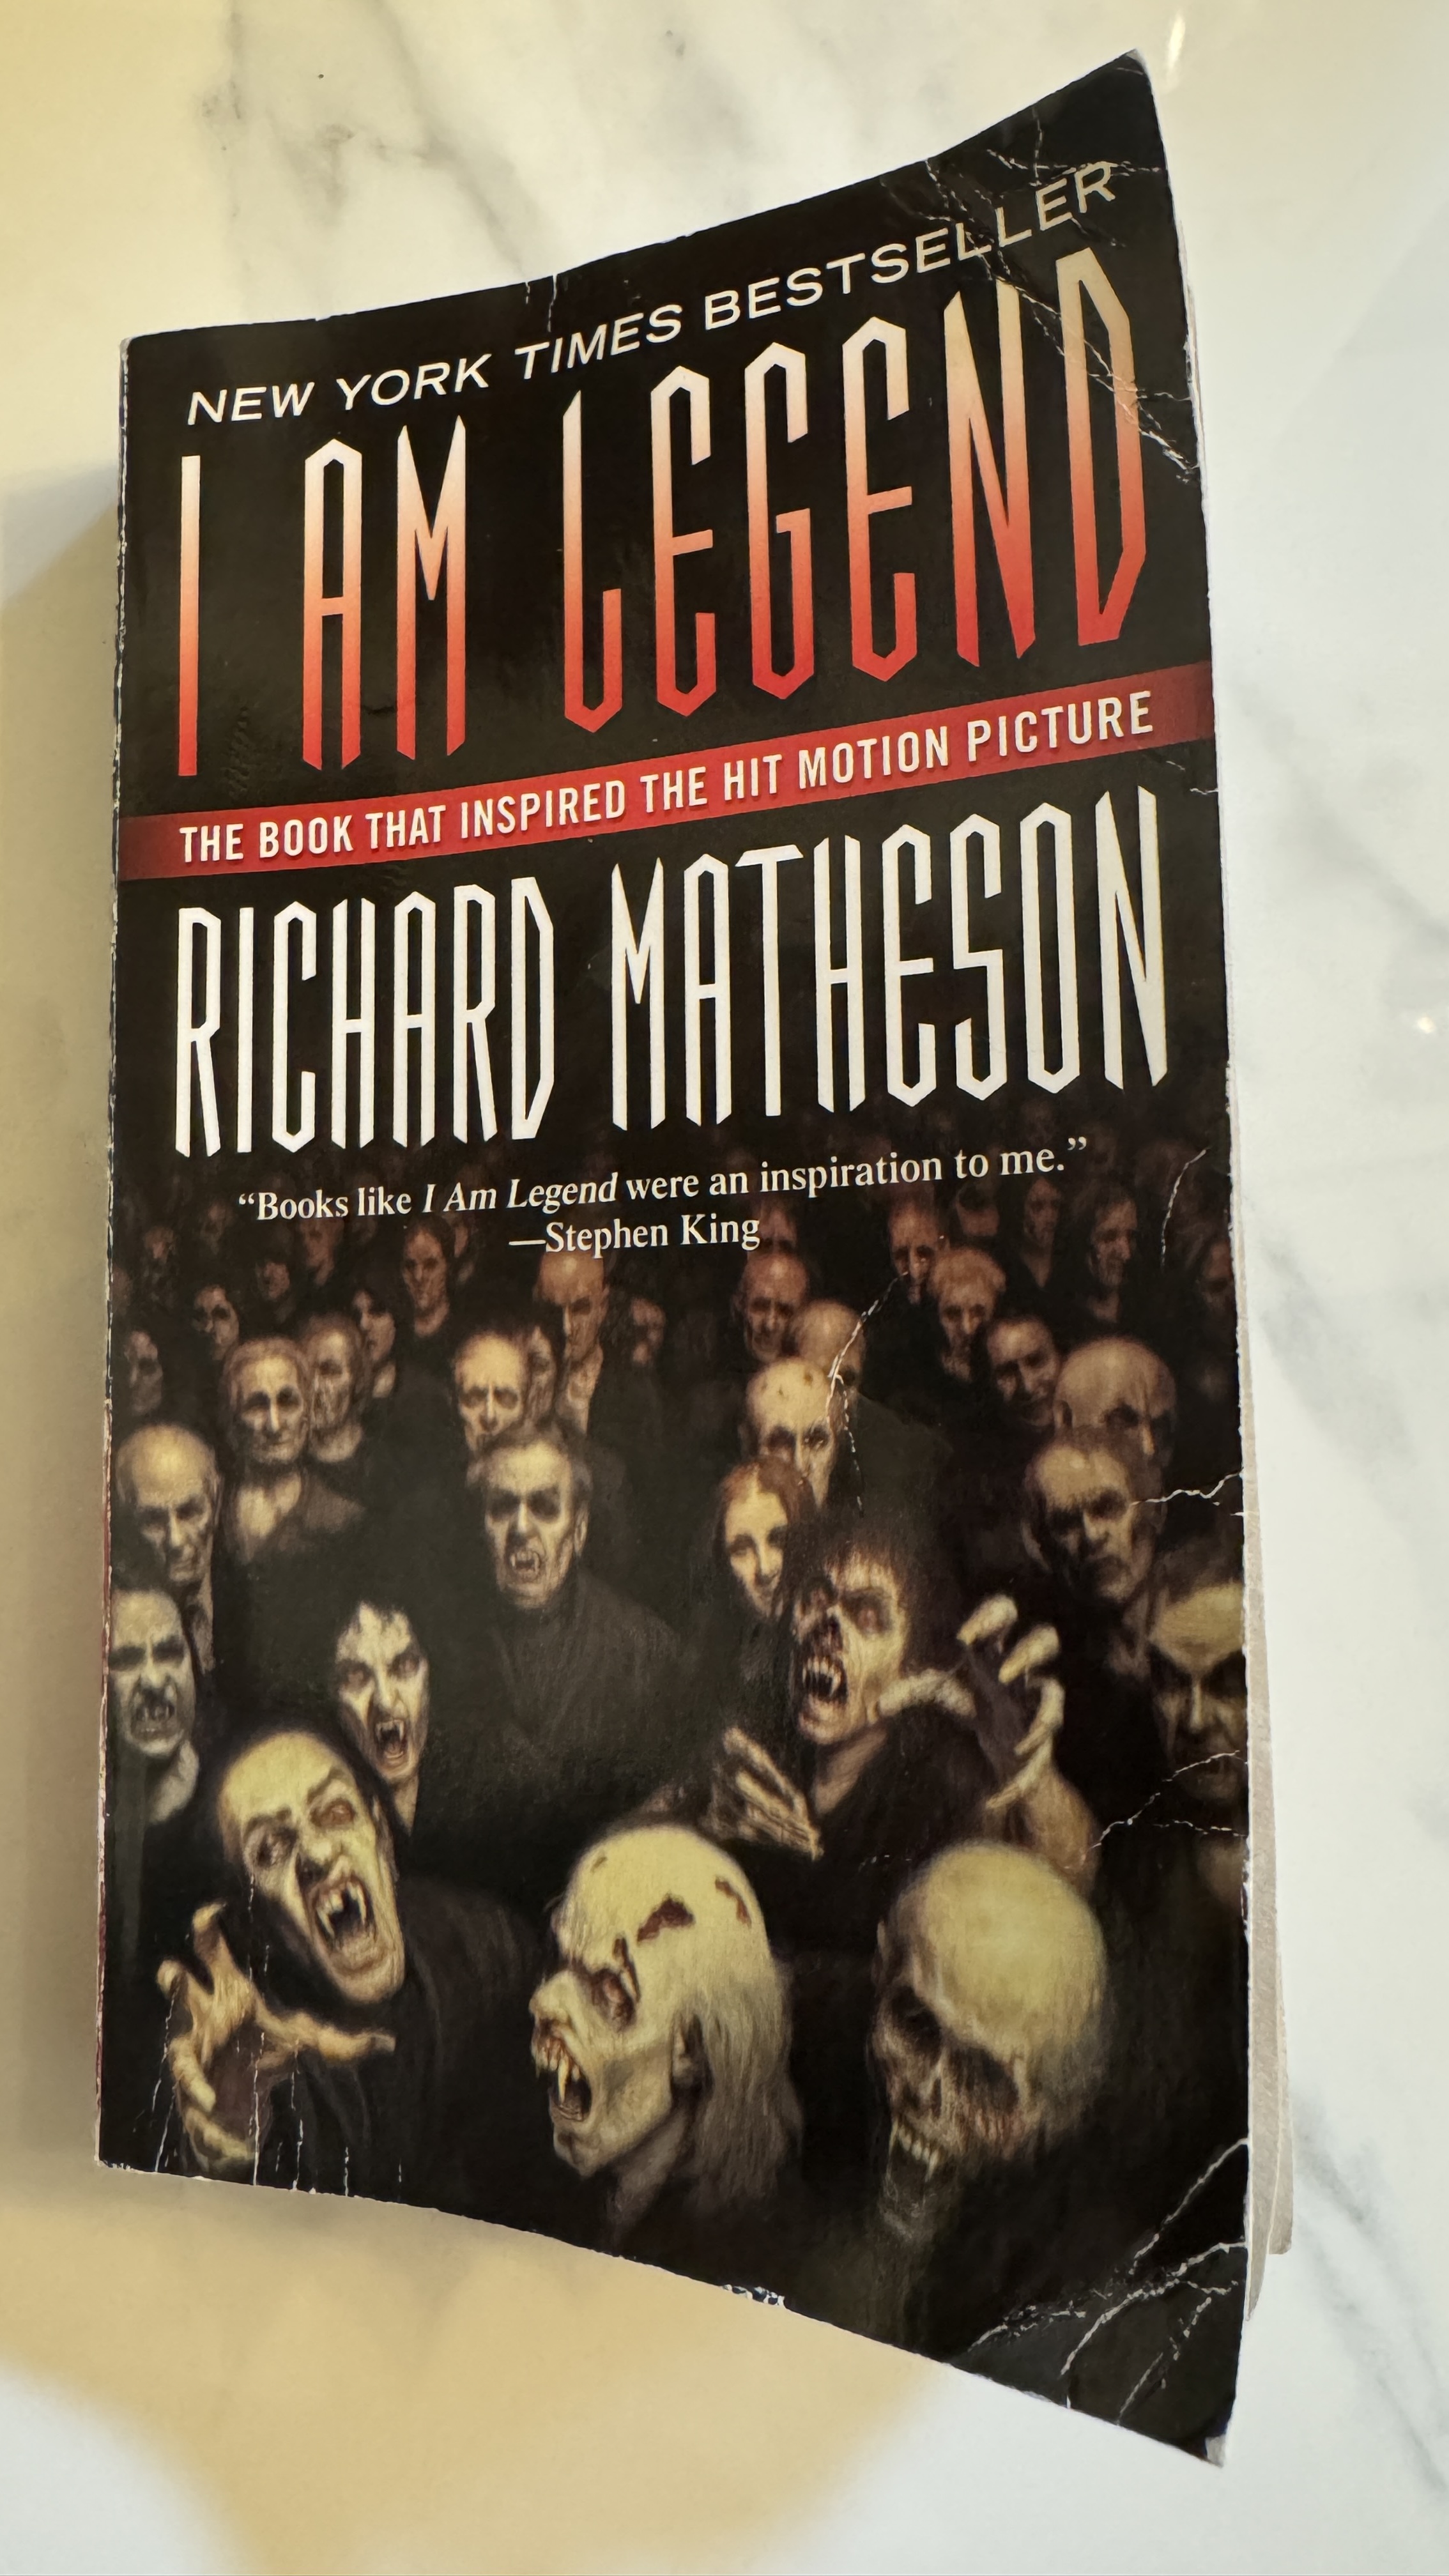 NEW YORK TIMES BESTSELLER
I AM LEGEND
THE BOOK THAT INSPIRED THE HIT MOTION PICTURE
RICHARD MATHESON
“Books like I Am Legend were an inspiration to me.”
—Stephen King